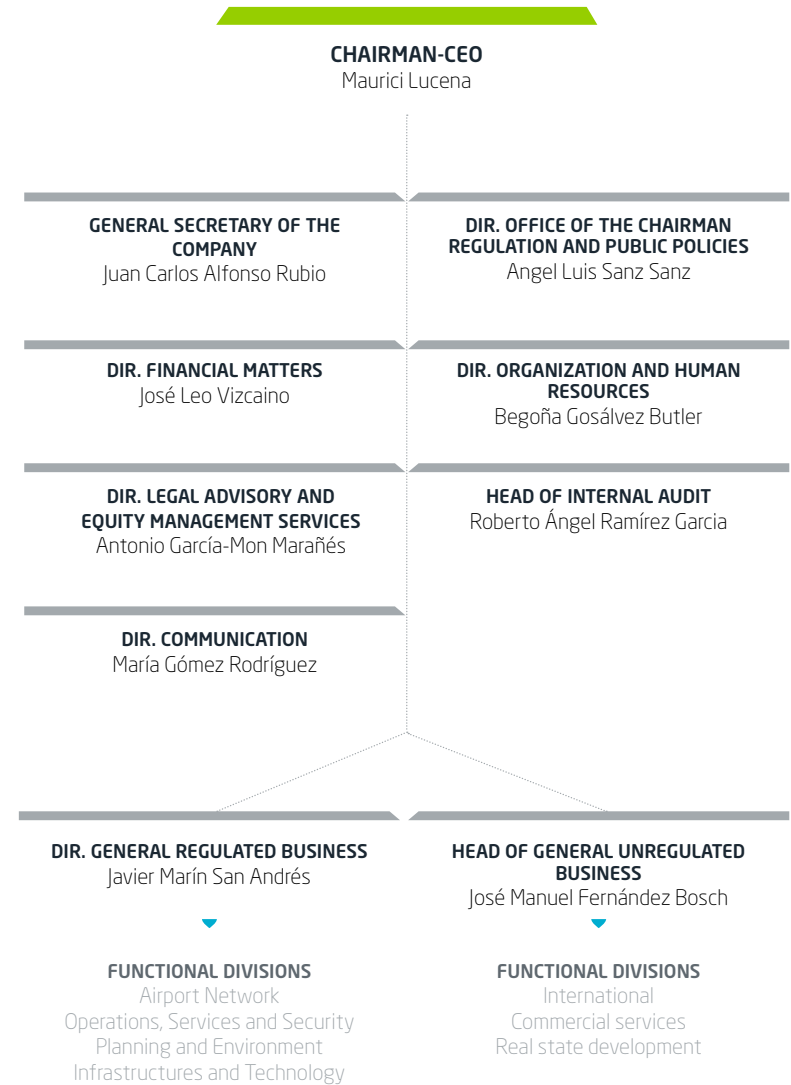 CHAIRMAN-CEO
Maurici Lucena
GENERAL SECRETARY OF THE
COMPANY
Juan Carlos Alfonso Rubio
DIR. OFFICE OF THE CHAIRMAN
REGULATION AND PUBLIC POLICIES
Angel Luis Sanz Sanz
DIR. FINANCIAL MATTERS
José Leo Vizcaino
DIR. ORGANIZATION AND HUMAN
RESOURCES
Begoña Gosálvez Butler
DIR. LEGAL ADVISORY AND
EQUITY MANAGEMENT SERVICES
Antonio García-Mon Marañés
HEAD OF INTERNAL AUDIT
Roberto Ángel Ramírez Garcia
DIR. COMMUNICATION
María Gómez Rodríguez
DIR. GENERAL REGULATED BUSINESS
Javier Marín San Andrés
HEAD OF GENERAL UNREGULATED
BUSINESS
José Manuel Fernández Bosch
FUNCTIONAL DIVISIONS
Airport Network
Operations, Services and Security
Planning and Environment
Infrastructures and Technology
FUNCTIONAL DIVISIONS
International
Commercial services
Real state development